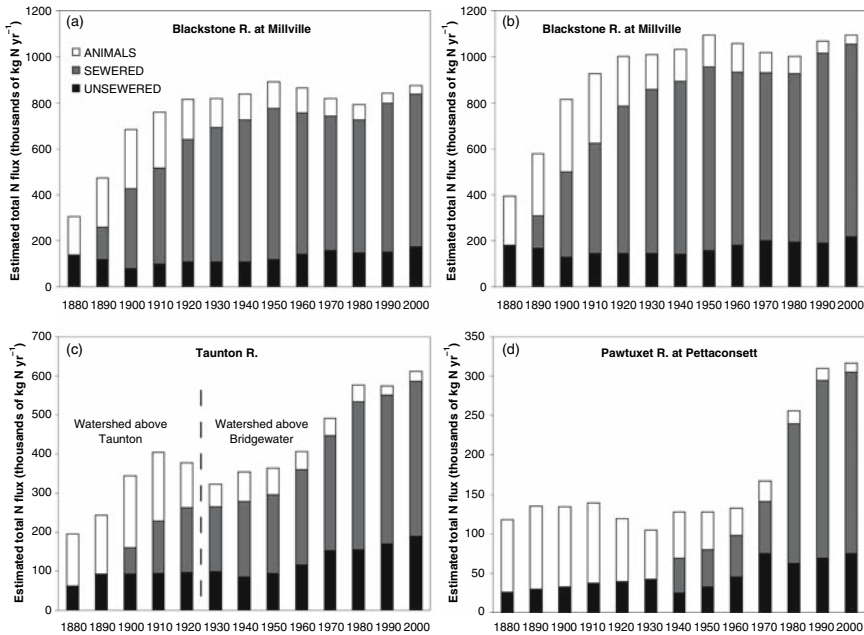 (a)
Blackstone R. at Millville
ANIMALS
SEWERED
UNSEWERED
Estimated total N flux (thousands of kg N yr⁻¹)
1200
1000
800
600
400
200
0
1880 1890 1900 1910 1920 1930 1940 1950 1960 1970 1980 1990 2000
(b)
Blackstone R. at Millville
Estimated total N flux (thousands of kg N yr⁻¹)
1200
1000
800
600
400
200
0
1880 1890 1900 1910 1920 1930 1940 1950 1960 1970 1980 1990 2000
(c)
Taunton R.
Watershed above
Taunton
Watershed above
Bridgewater
Estimated total N flux (thousands of kg N yr⁻¹)
700
600
500
400
300
200
100
0
1880 1890 1900 1910 1920 1930 1940 1950 1960 1970 1980 1990 2000
(d)
Pawtuxet R. at Pettaconsett
Estimated total N flux (thousands of kg N yr⁻¹)
350
300
250
200
150
100
50
0
1880 1890 1900 1910 1920 1930 1940 1950 1960 1970 1980 1990 2000